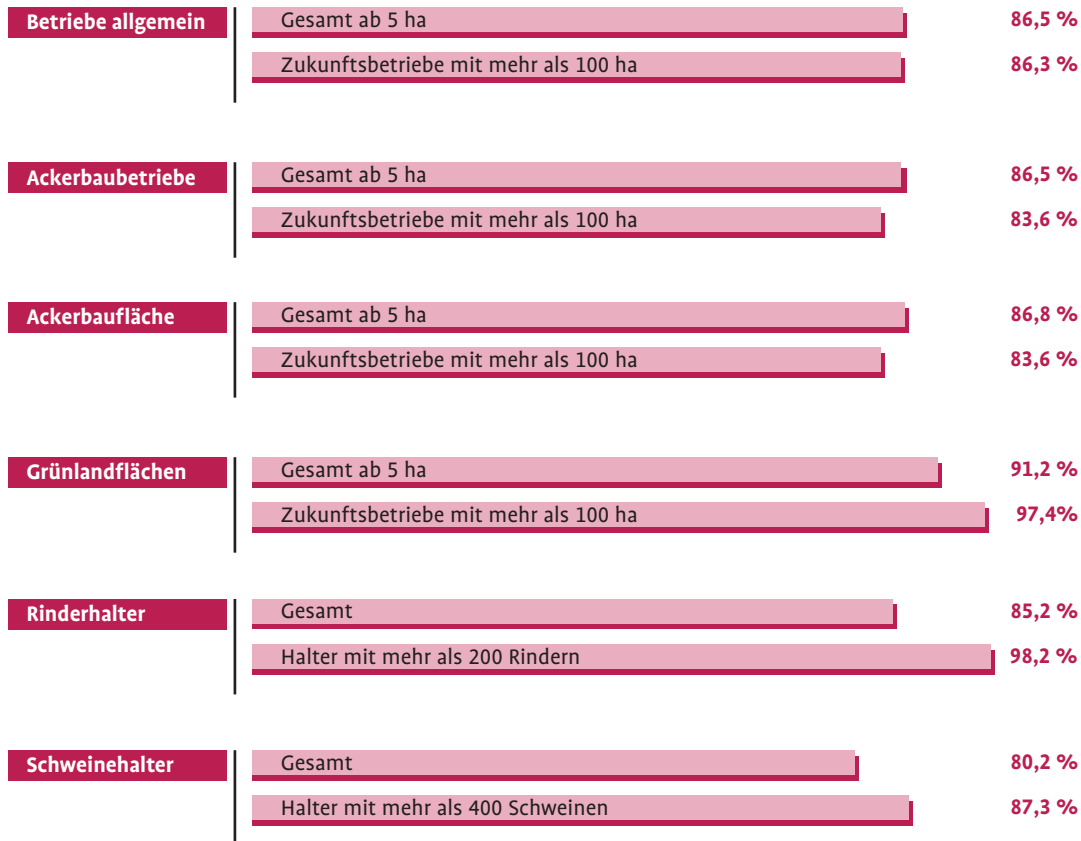 Betriebe allgemein
Gesamt ab 5 ha 86,5 %
Zukunftsbetriebe mit mehr als 100 ha 86,3 %
Ackerbaubetriebe
Gesamt ab 5 ha 86,5 %
Zukunftsbetriebe mit mehr als 100 ha 83,6 %
Ackerbaufläche
Gesamt ab 5 ha 86,8 %
Zukunftsbetriebe mit mehr als 100 ha 83,6 %
Grünlandflächen
Gesamt ab 5 ha 91,2 %
Zukunftsbetriebe mit mehr als 100 ha 97,4%
Rinderhalter
Gesamt 85,2 %
Halter mit mehr als 200 Rindern 98,2 %
Schweinehalter
Gesamt 80,2 %
Halter mit mehr als 400 Schweinen 87,3 %